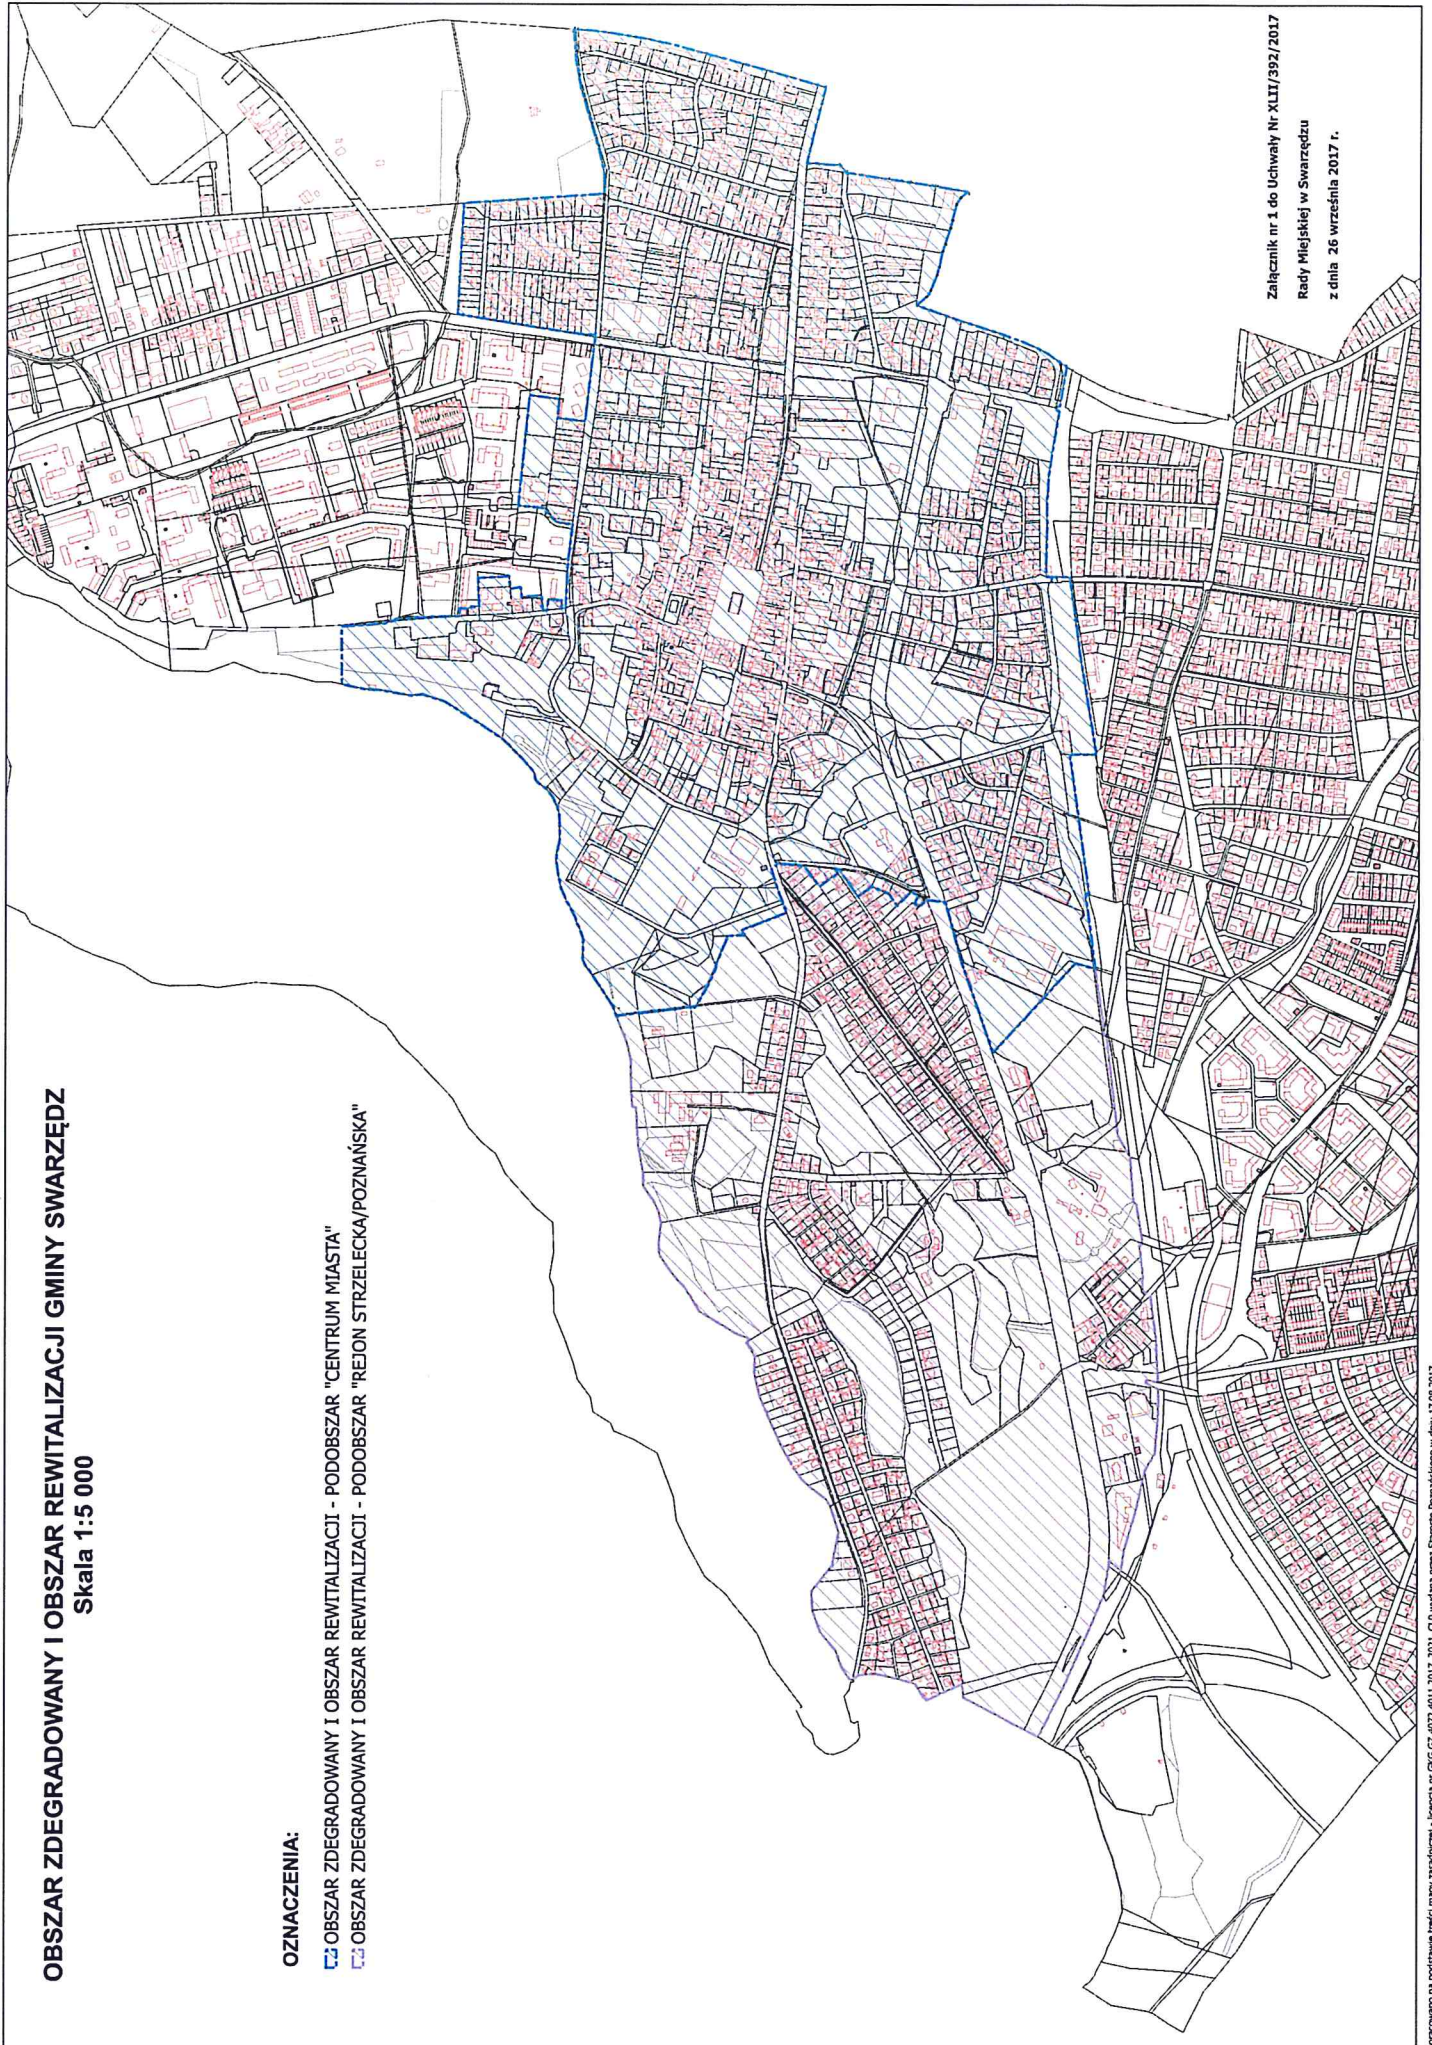 OBSZAR ZDEGRADOWANY I OBSZAR REWITALIZACJI GMINY SWARZĘDZ
Skala 1:5 000
OZNACZENIA:
OBSZAR ZDEGRADOWANY I OBSZAR REWITALIZACJI - PODOBSZAR "CENTRUM MIASTA"
OBSZAR ZDEGRADOWANY I OBSZAR REWITALIZACJI - PODOBSZAR "REJON STRZELECKA/POZNAŃSKA"
Załącznik nr 1 do Uchwały Nr XLII/392/2017
Rady Miejskiej w Swarzędzu
z dnia 26 września 2017 r.